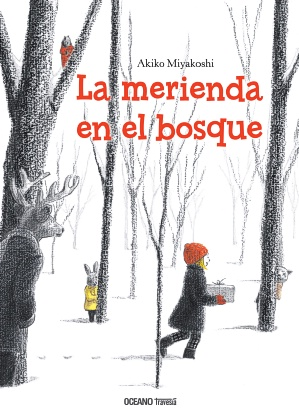 Akiko Miyakoshi
La merienda
en el bosque
OCEANO Travesía